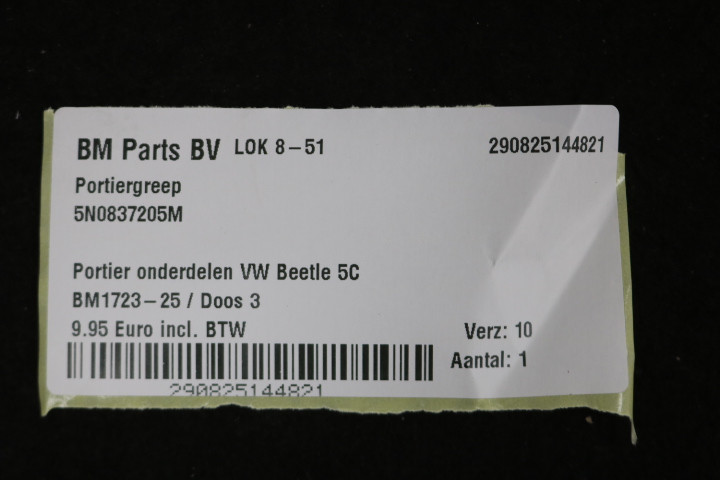 BM Parts BV LOK 8-51 290825144821
Portiergreep
5N0837205M
Portier onderdelen VW Beetle 5C
BM1723-25 / Doos 3
9.95 Euro incl. BTW Verz: 10
Aantal: 1
290825144821